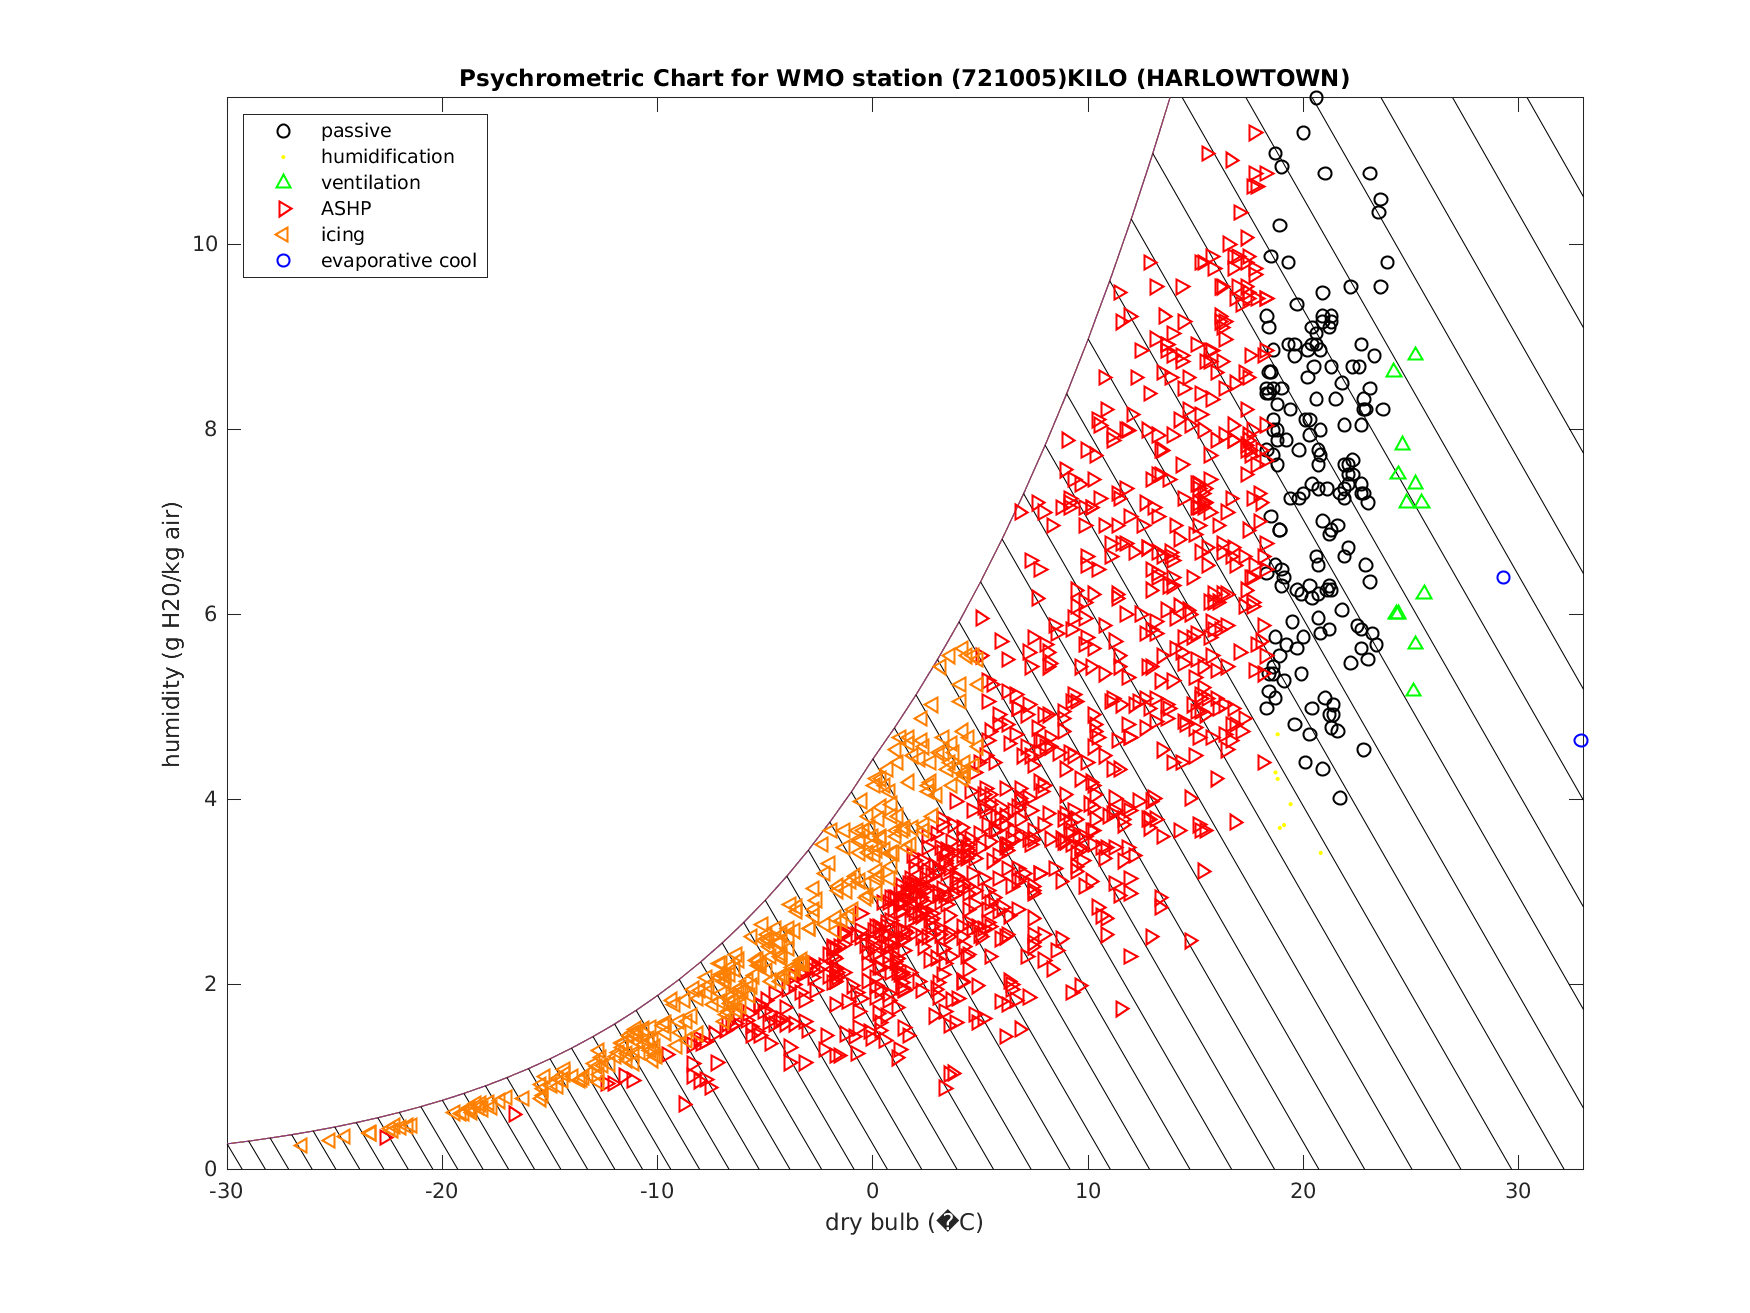 Psychrometric Chart for WMO station (721005)KILO (HARLOWTOWN)
passive
humidification
ventilation
ASHP
icing
evaporative cool
humidity (g H20/kg air)
10
8
6
4
2
0
-30 -20 -10 0 10 20 30
dry bulb (�C)